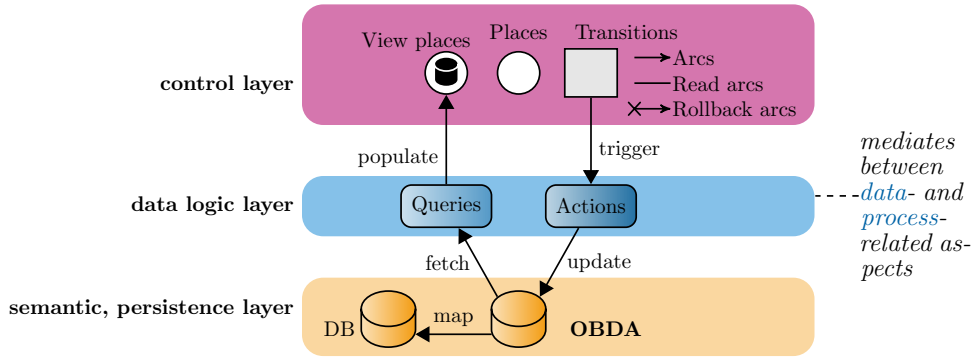 Places
Transitions
View places
Arcs
control layer
Read arcs
Rollback arcs
populate
trigger
mediates
between
data- and
process-
related as-
pects
data logic layer
Queries
Actions
fetch
update
semantic, persistence layer
map
DB
OBDA